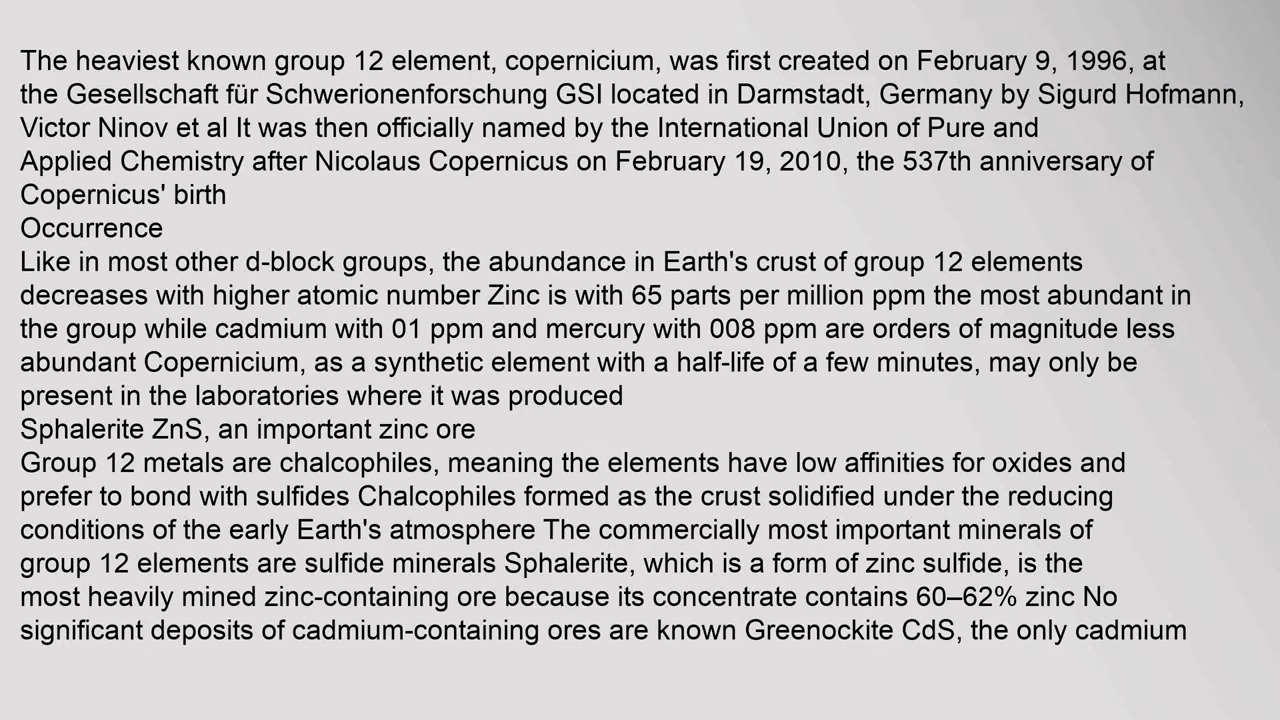 The heaviest known group 12 element, copernicium, was first created on February 9, 1996, at
the Gesellschaft für Schwerionenforschung GSI located in Darmstadt, Germany by Sigurd Hofmann,
Victor Ninov et al It was then officially named by the International Union of Pure and
Applied Chemistry after Nicolaus Copernicus on February 19, 2010, the 537th anniversary of
Copernicus' birth
Occurrence
Like in most other d-block groups, the abundance in Earth's crust of group 12 elements
decreases with higher atomic number Zinc is with 65 parts per million ppm the most abundant in
the group while cadmium with 01 ppm and mercury with 008 ppm are orders of magnitude less
abundant Copernicium, as a synthetic element with a half-life of a few minutes, may only be
present in the laboratories where it was produced
Sphalerite ZnS, an important zinc ore
Group 12 metals are chalcophiles, meaning the elements have low affinities for oxides and
prefer to bond with sulfides Chalcophiles formed as the crust solidified under the reducing
conditions of the early Earth's atmosphere The commercially most important minerals of
group 12 elements are sulfide minerals Sphalerite, which is a form of zinc sulfide, is the
most heavily mined zinc-containing ore because its concentrate contains 60–62% zinc No
significant deposits of cadmium-containing ores are known Greenockite CdS, the only cadmium